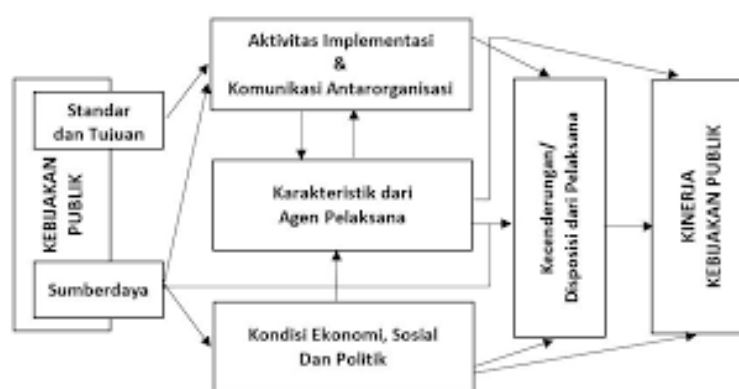 Aktivitas Implementasi
&
Komunikasi Antarorganisasi
Standar
dan Tujuan
KEBIJAKAN
PUBLIK
Sumberdaya
Karakteristik dari
Agen Pelaksana
Kondisi Ekonomi, Sosial
Dan Politik
Kecenderungan/
Disposisi dari Pelaksana
KINERJA
KEBIJAKAN PUBLIK